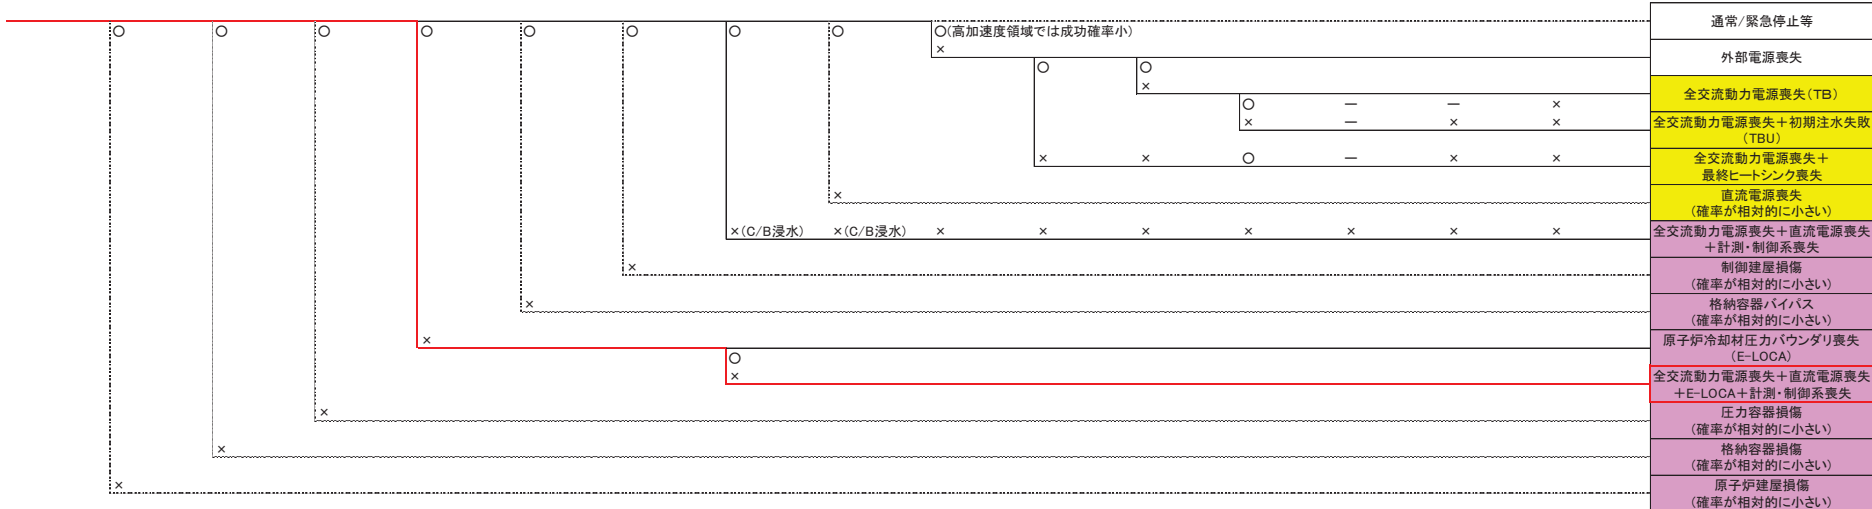 通常/緊急停止等
○ ○ ○ ○ ○ ○ ○ ○ ○(高加速度領域では成功確率小)
×
外部電源喪失
○ ○
×
全交流動力電源喪失(TB)
○ ― ― ×
× ― × ×
全交流動力電源喪失+初期注水失敗
(TBU)
× × ○ ― × ×
全交流動力電源喪失+
最終ヒートシンク喪失
×
直流電源喪失
(確率が相対的に小さい)
×(C/B浸水) ×(C/B浸水) × × × × × × ×
全交流動力電源喪失+直流電源喪失
+計測・制御系喪失
×
制御建屋損傷
(確率が相対的に小さい)
×
格納容器バイパス
(確率が相対的に小さい)
×
原子炉冷却材圧力バウンダリ喪失
(E-LOCA)
○
×
全交流動力電源喪失+直流電源喪失
+E-LOCA+計測・制御系喪失
×
圧力容器損傷
(確率が相対的に小さい)
×
格納容器損傷
(確率が相対的に小さい)
×
原子炉建屋損傷
(確率が相対的に小さい)